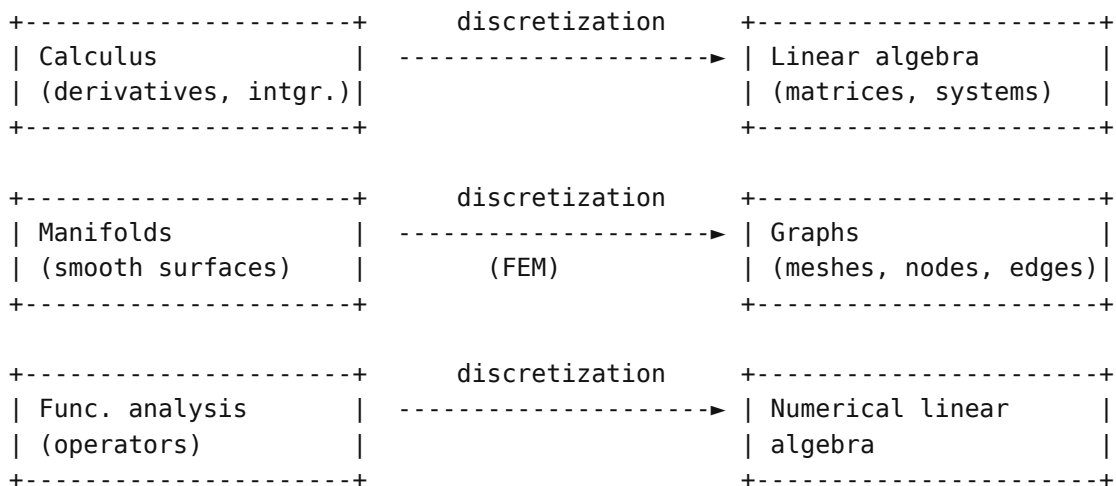 +----------------------+ discretization +-----------------------+
| Calculus | ---------------------► | Linear algebra |
| (derivatives, intgr.)| | (matrices, systems) |
+----------------------+ +-----------------------+
+----------------------+ discretization +-----------------------+
| Manifolds | ---------------------► | Graphs |
| (smooth surfaces) | (FEM) | (meshes, nodes, edges)|
+----------------------+ +-----------------------+
+----------------------+ discretization +-----------------------+
| Func. analysis | ---------------------► | Numerical linear |
| (operators) | | algebra |
+----------------------+ +-----------------------+